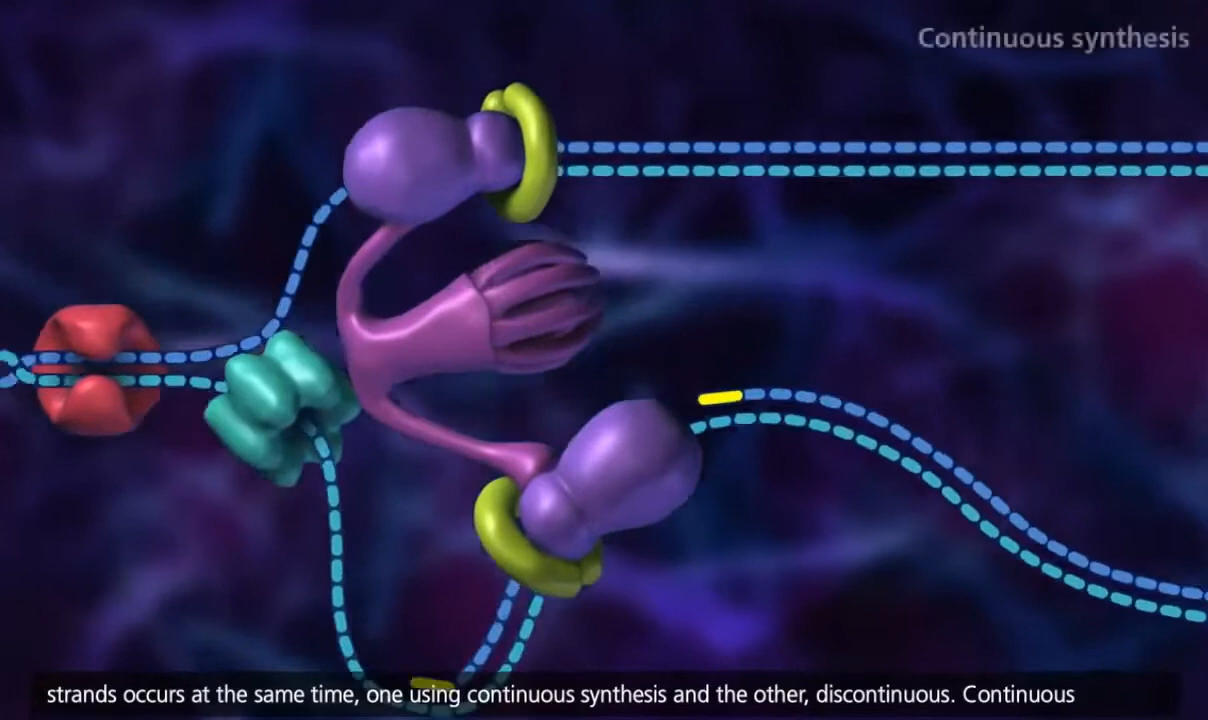 Continuous synthesis
strands occurs at the same time, one using continuous synthesis and the other, discontinuous. Continuous